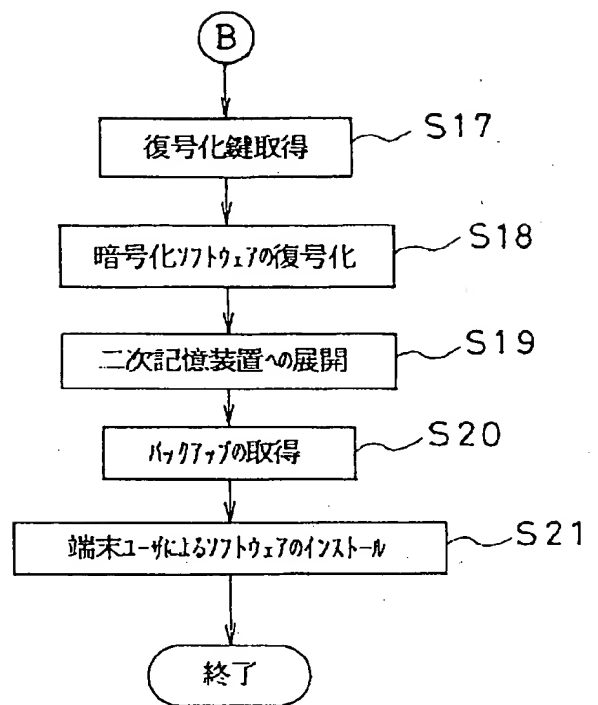 B
復号化鍵取得 S17
暗号化ソフトウェアの復号化 S18
二次記憶装置への展開 S19
バックアップの取得 S20
端末ユーザによるソフトウェアのインストール S21
終了